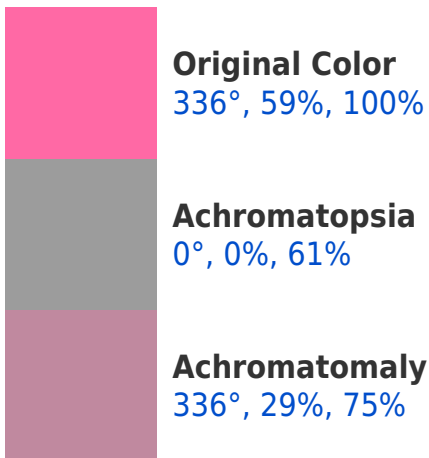 Original Color
336°, 59%, 100%
Achromatopsia
0°, 0%, 61%
Achromatomaly
336°, 29%, 75%